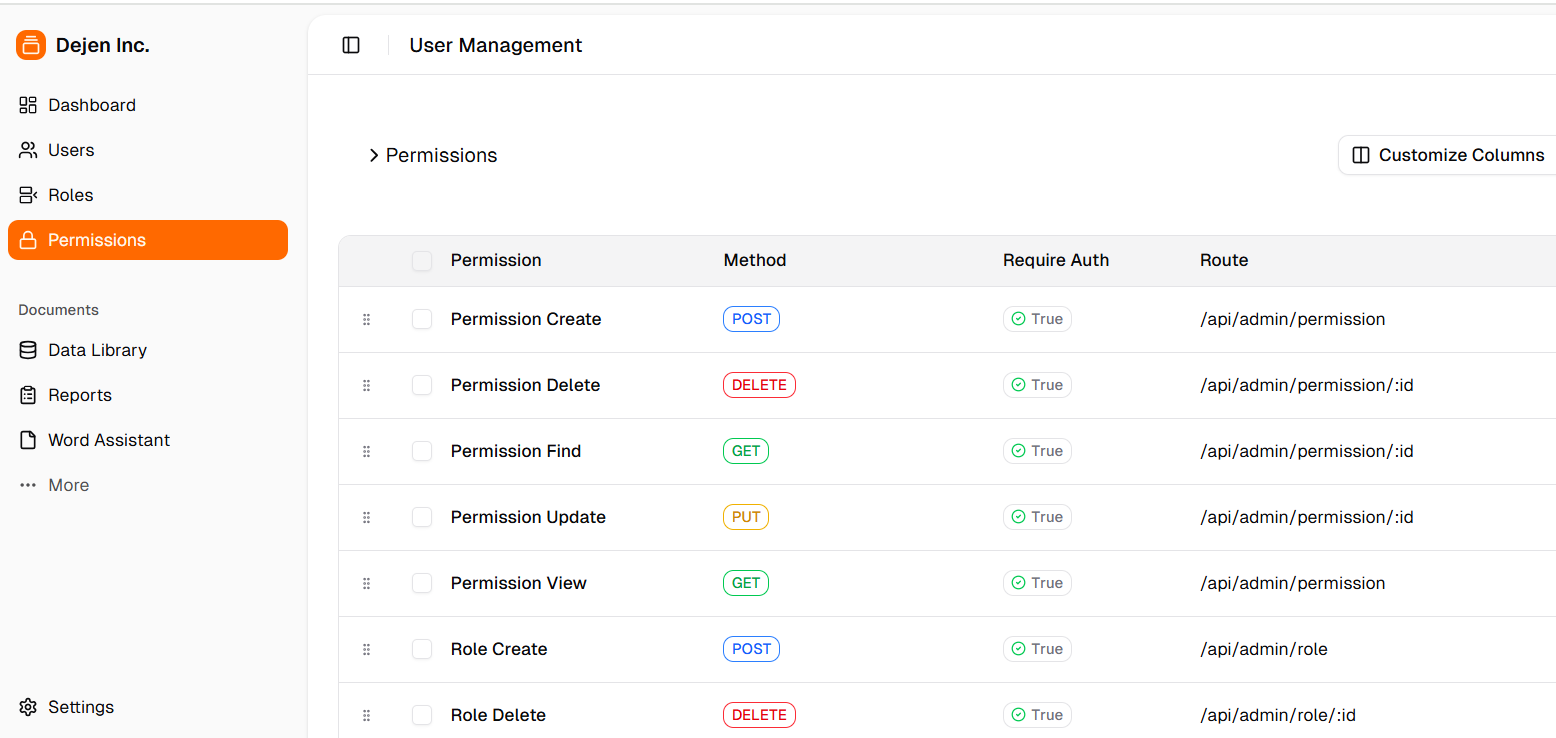 Dejen Inc.
User Management
Dashboard
Users
Roles
Permissions
Documents
Data Library
Reports
Word Assistant
More
Settings
Permissions
Customize Columns
Permission Method Require Auth Route
Permission Create POST True /api/admin/permission
Permission Delete DELETE True /api/admin/permission/:id
Permission Find GET True /api/admin/permission/:id
Permission Update PUT True /api/admin/permission/:id
Permission View GET True /api/admin/permission
Role Create POST True /api/admin/role
Role Delete DELETE True /api/admin/role/:id